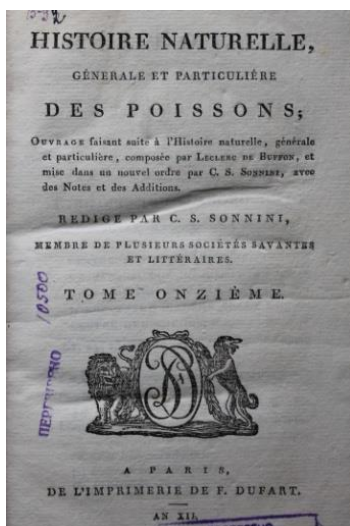 HISTOIRE NATURELLE,
GÉNERALE ET PARTICULIÈRE
DES POISSONS;
OUVRAGE faisant suite à l'Histoire naturelle, générale
et particulière, composée par LECLERC DE BUFFON, et
mise dans un nouvel ordre par C. S. SONNINI, avec
des Notes et des Additions.
REDIGÉ PAR C. S. SONNINI,
MEMBRE DE PLUSIEURS SOCIÉTÉS SAVANTES
ET LITTÉRAIRES.
TOME ONZIÈME.
10500
ПЕРЕВІРЕНО
A PARIS,
DE L'IMPRIMERIE DE F. DUFART.
AN XII.